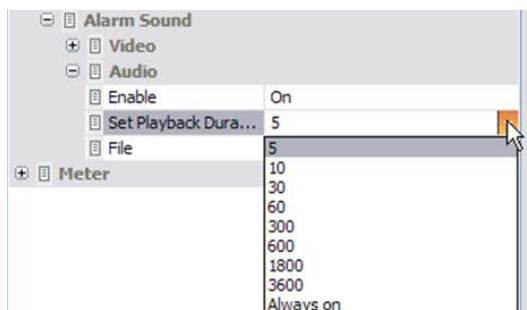 Alarm Sound
Video
Audio
Enable On
Set Playback Dura... 5
File 5
Meter 10
30
60
300
600
1800
3600
Always on